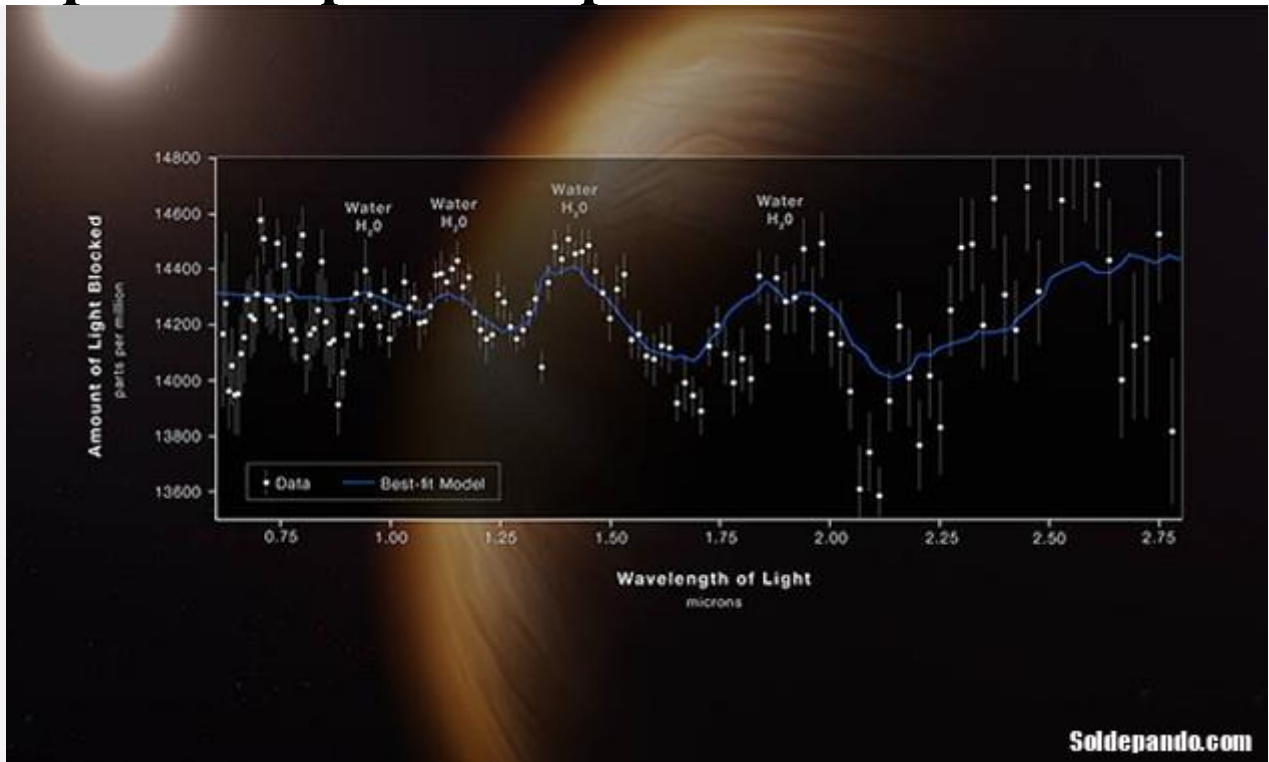 14800
14600
14400
14200
14000
13800
13600
Amount of Light Blocked
parts per million
Water
H₂O
Water
H₂O
Water
H₂O
Water
H₂O
Data
Best-fit Model
0.75
1.00
1.25
1.50
1.75
2.00
2.25
2.50
2.75
Wavelength of Light
microns
Soldepando.com